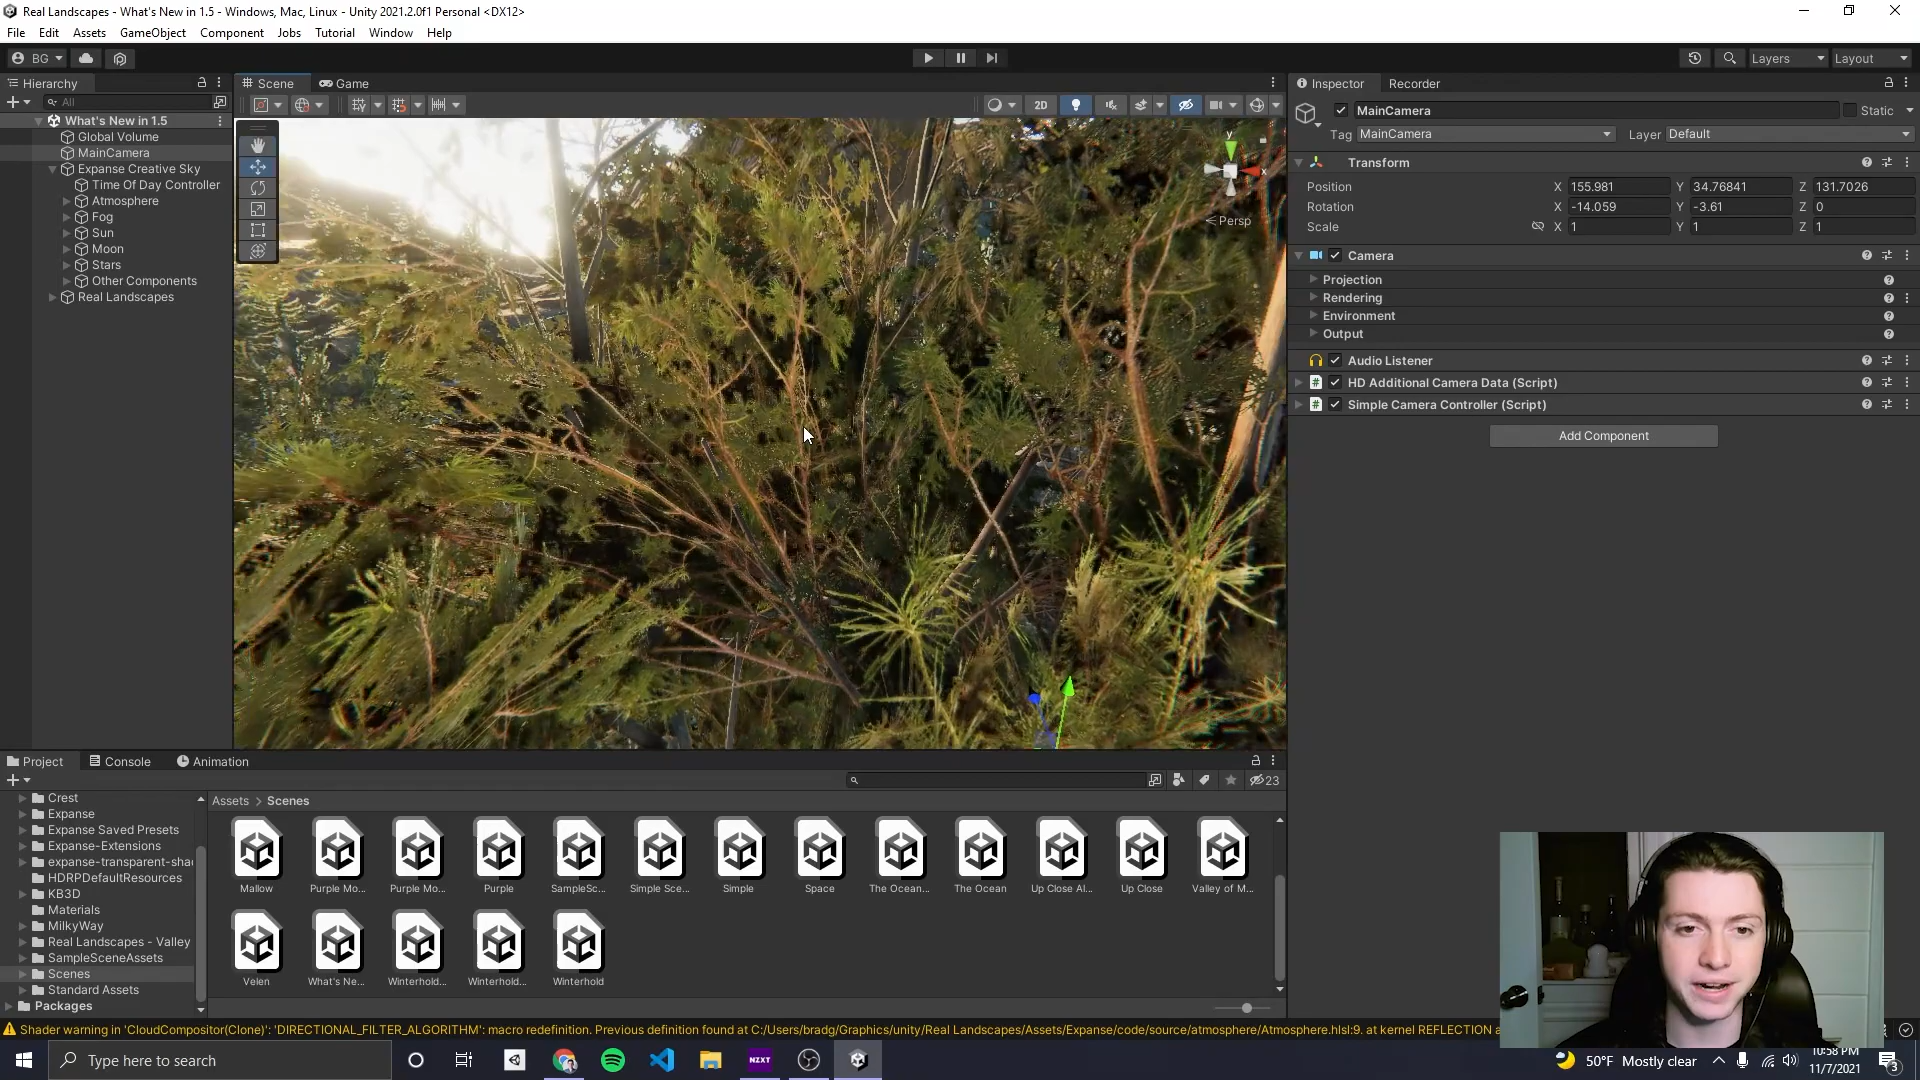 Real Landscapes - What's New in 1.5 - Windows, Mac, Linux - Unity 2021.2.0f1 Personal <DX12>
File Edit Assets GameObject Component Jobs Tutorial Window Help
BG
Layers Layout
Hierarchy
All
What's New in 1.5
Global Volume
MainCamera
Expanse Creative Sky
Time Of Day Controller
Atmosphere
Fog
Sun
Moon
Stars
Other Components
Real Landscapes
Scene Game
2D
y
x
< Persp
Inspector Recorder
MainCamera Static
Tag MainCamera Layer Default
Transform
Position X 155.981 Y 34.76841 Z 131.7026
Rotation X -14.059 Y -3.61 Z 0
Scale X 1 Y 1 Z 1
Camera
Projection
Rendering
Environment
Output
Audio Listener
HD Additional Camera Data (Script)
Simple Camera Controller (Script)
Add Component
Project Console Animation
23
Crest
Expanse
Expanse Saved Presets
Expanse-Extensions
expanse-transparent-sha
HDRPDefaultResources
KB3D
Materials
MilkyWay
Real Landscapes - Valley
SampleSceneAssets
Scenes
Standard Assets
Packages
Assets > Scenes
Mallow Purple Mo... Purple Mo... Purple SampleSc... Simple Sce... Simple Space The Ocean... The Ocean Up Close Al... Up Close Valley of M...
Velen What's Ne... Winterhold... Winterhold... Winterhold
Shader warning in 'CloudCompositor(Clone)': 'DIRECTIONAL_FILTER_ALGORITHM': macro redefinition. Previous definition found at C:/Users/bradg/Graphics/unity/Real Landscapes/Assets/Expanse/code/source/atmosphere/Atmosphere.hlsl:9. at kernel REFLECTION
Type here to search
NZXT
50°F Mostly clear
10:58 PM
11/7/2021
3